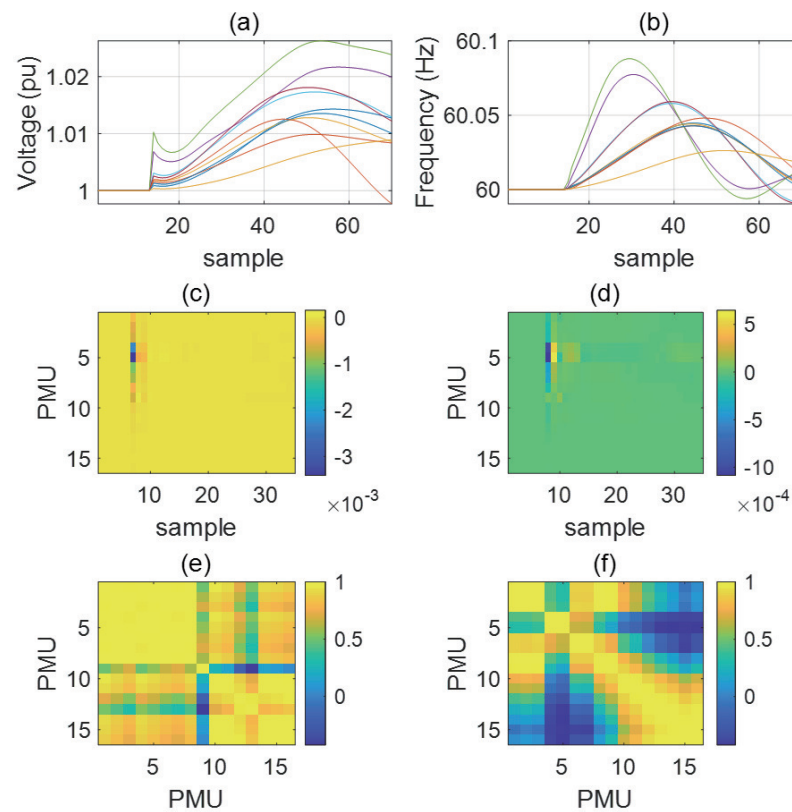 (a) (b)
Voltage (pu) 1.02 1.01 1
Frequency (Hz) 60.1 60.05 60
20 40 60 20 40 60
sample sample
(c) (d)
PMU 5 10 15 0 -1 -2 -3
PMU 5 10 15 5 0 -5 -10
10 20 30 ×10⁻³ 10 20 30 ×10⁻⁴
sample sample
(e) (f)
PMU 5 10 15 1 0.5 0
PMU 5 10 15 1 0.5 0
5 10 15 5 10 15
PMU PMU